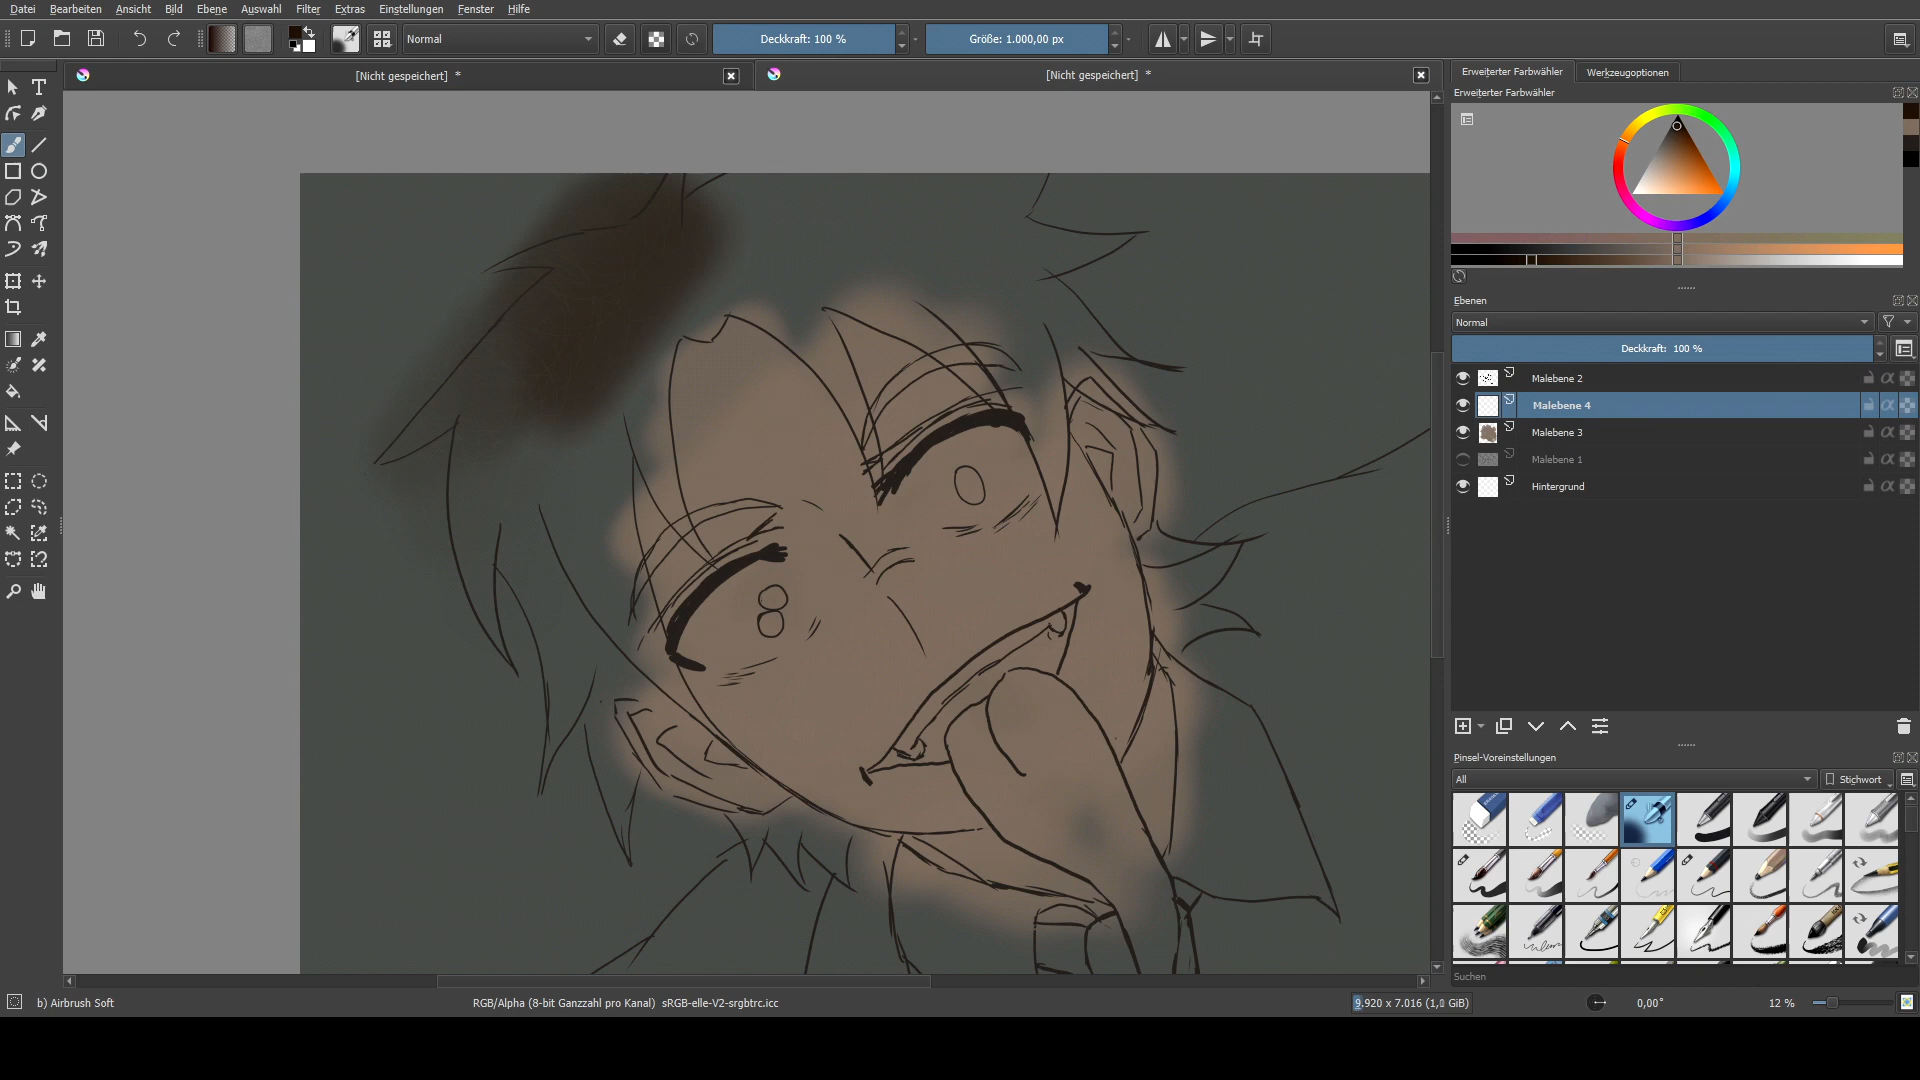 Datei Bearbeiten Ansicht Bild Ebene Auswahl Filter Extras Einstellungen Fenster Hilfe
Normal Deckkraft: 100 % Größe: 1.000,00 px
[Nicht gespeichert] * [Nicht gespeichert] *
Erweiterter Farbwähler Werkzeugoptionen
Erweiterter Farbwähler
Ebenen
Normal
Deckkraft: 100 %
Malebene 2
Malebene 4
Malebene 3
Malebene 1
Hintergrund
Pinsel-Voreinstellungen
All Stichwort
Suchen
b) Airbrush Soft RGB/Alpha (8-bit Ganzzahl pro Kanal) sRGB-elle-V2-srgbtrc.icc 9.920 x 7.016 (1,0 GiB) 0,00° 12 %